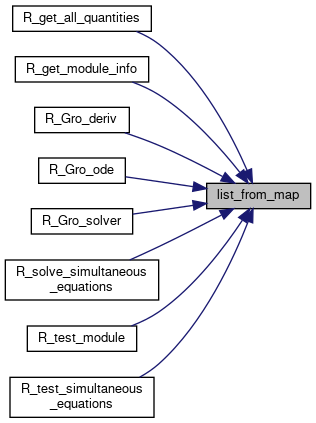 R_get_all_quantities
R_get_module_info
R_Gro_deriv
R_Gro_ode
list_from_map
R_Gro_solver
R_solve_simultaneous
_equations
R_test_module
R_test_simultaneous
_equations